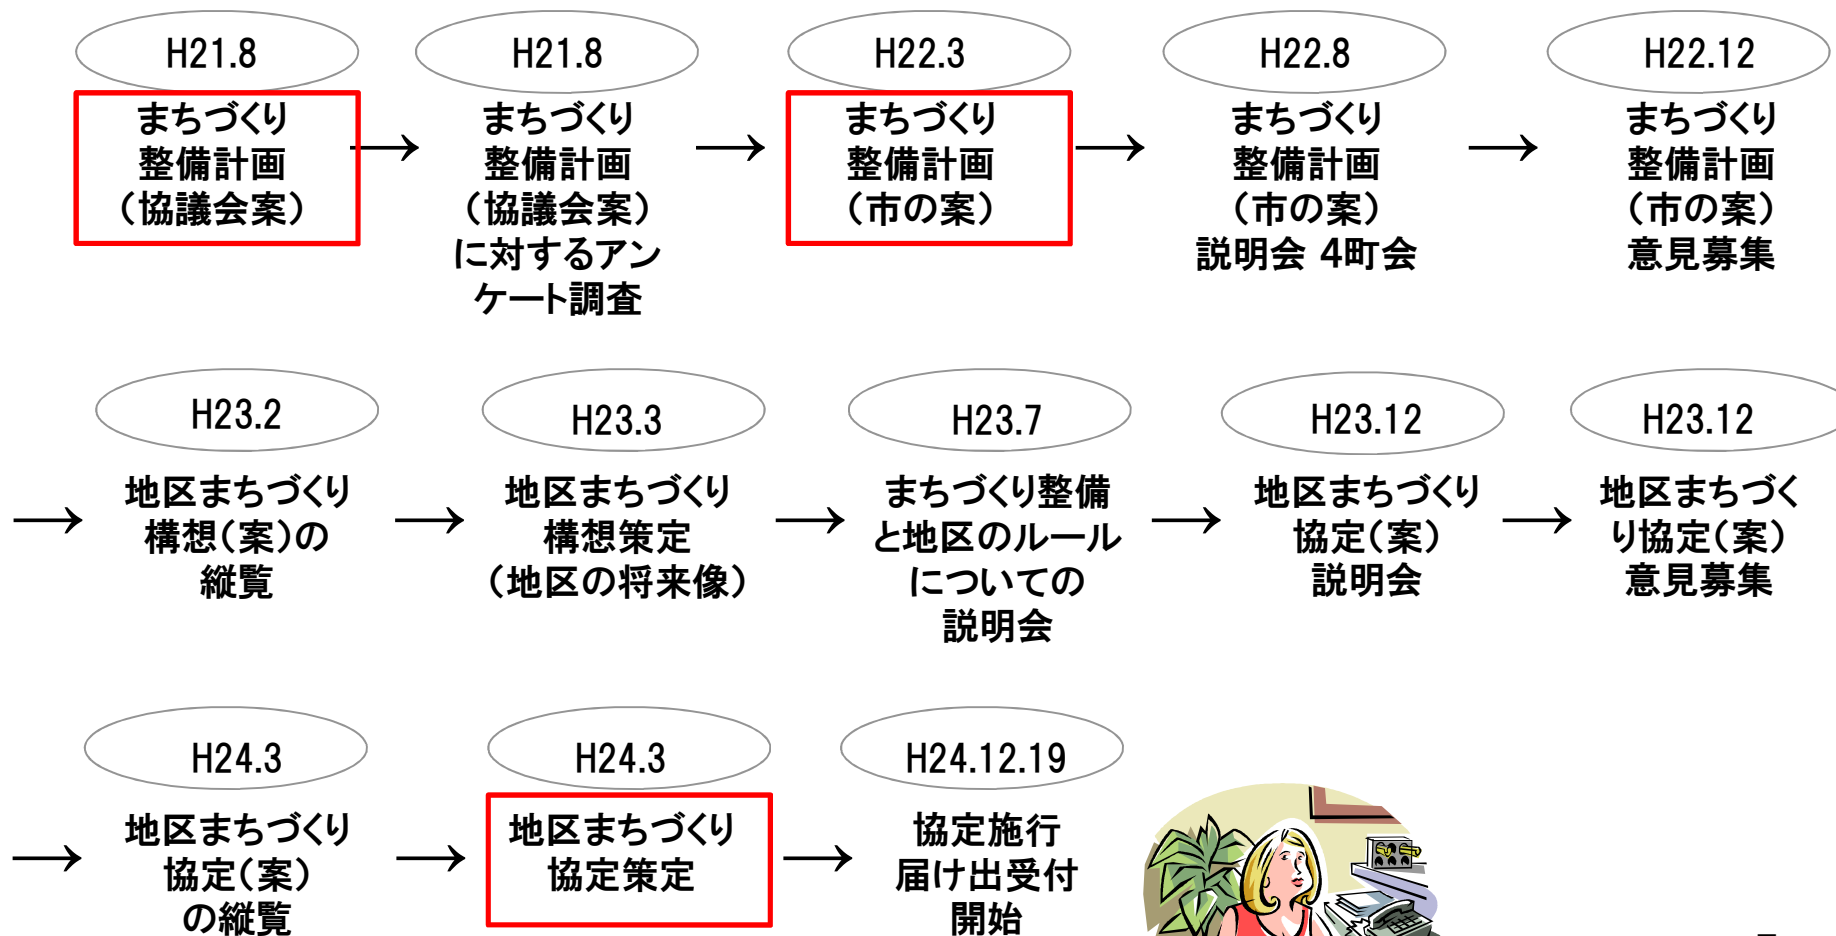 H21.8
まちづくり
整備計画
（協議会案）
→
H21.8
まちづくり
整備計画
（協議会案）
に対するアン
ケート調査
→
H22.3
まちづくり
整備計画
（市の案）
→
H22.8
まちづくり
整備計画
（市の案）
説明会 4町会
→
H22.12
まちづくり
整備計画
（市の案）
意見募集
→
H23.2
地区まちづくり
構想（案）の
縦覧
→
H23.3
地区まちづくり
構想策定
（地区の将来像）
→
H23.7
まちづくり整備
と地区のルール
についての
説明会
→
H23.12
地区まちづくり
協定（案）
説明会
→
H23.12
地区まちづく
り協定（案）
意見募集
→
H24.3
地区まちづくり
協定（案）
の縦覧
→
H24.3
地区まちづくり
協定策定
→
H24.12.19
協定施行
届け出受付
開始